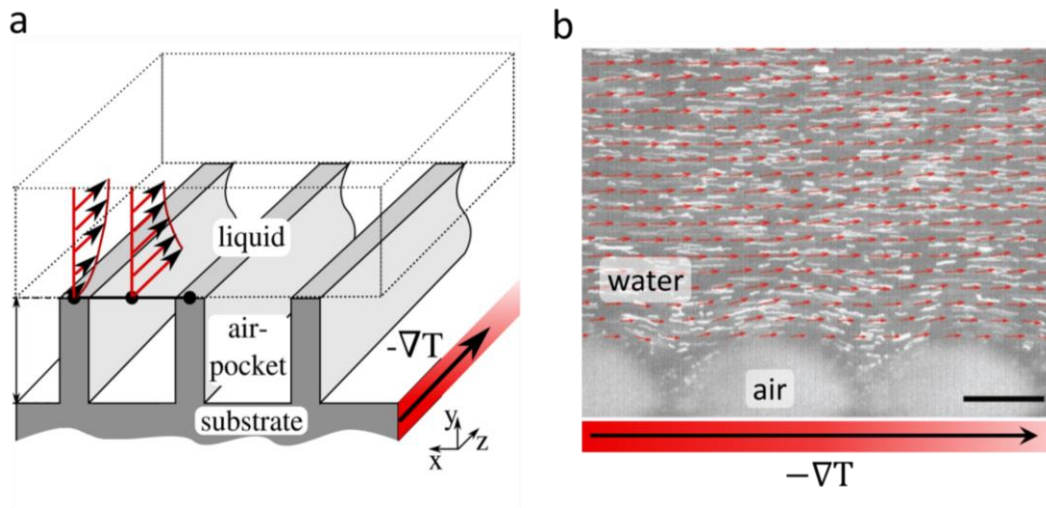 a
liquid
air-
pocket
-∇T
substrate
y
z
x
b
water
air
−∇T